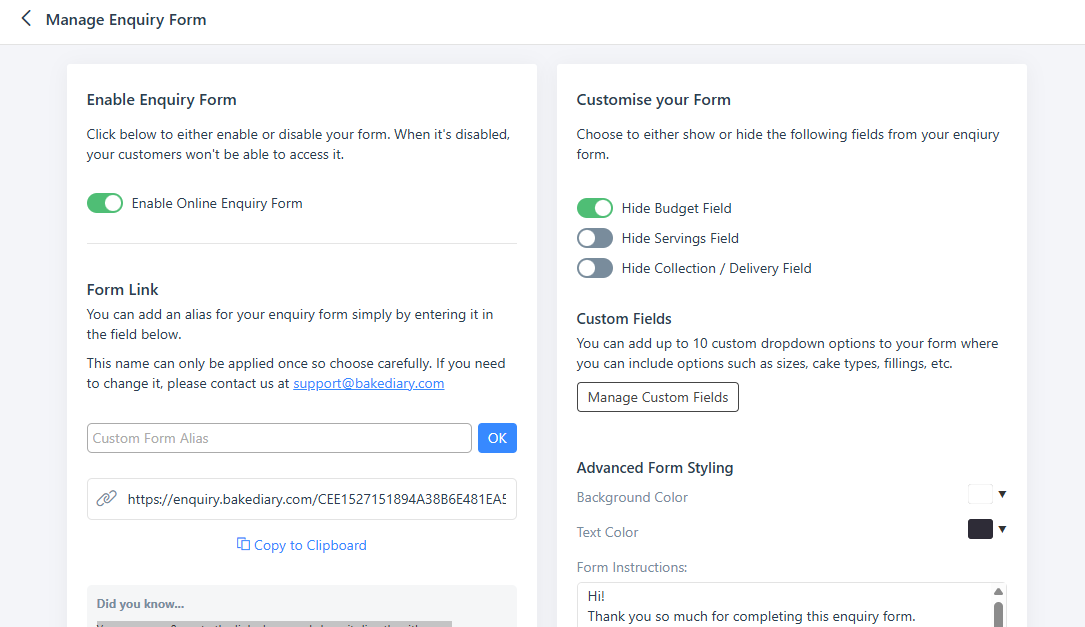 Manage Enquiry Form
Enable Enquiry Form
Click below to either enable or disable your form. When it's disabled,
your customers won't be able to access it.
Enable Online Enquiry Form
Form Link
You can add an alias for your enquiry form simply by entering it in
the field below.
This name can only be applied once so choose carefully. If you need
to change it, please contact us at support@bakediary.com
Custom Form Alias
OK
https://enquiry.bakediary.com/CEE1527151894A38B6E481EA5
Copy to Clipboard
Did you know...
Customise your Form
Choose to either show or hide the following fields from your enqiury
form.
Hide Budget Field
Hide Servings Field
Hide Collection / Delivery Field
Custom Fields
You can add up to 10 custom dropdown options to your form where
you can include options such as sizes, cake types, fillings, etc.
Manage Custom Fields
Advanced Form Styling
Background Color
Text Color
Form Instructions:
Hi!
Thank you so much for completing this enquiry form.